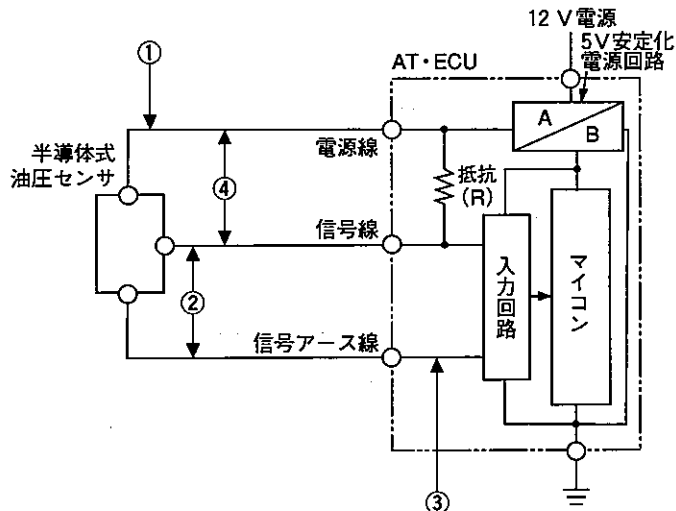 12 V電源
5V安定化
電源回路
AT・ECU
①
A
B
半導体式
油圧センサ
電源線
④
抵抗
(R)
信号線
②
入力回路
マイコン
信号アース線
③